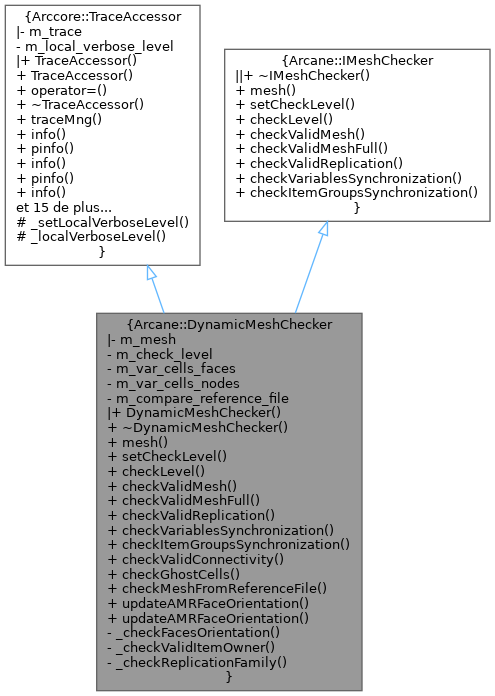 {Arccore::TraceAccessor
|- m_trace
- m_local_verbose_level
|+ TraceAccessor()
+ TraceAccessor()
+ operator=()
+ ~TraceAccessor()
+ traceMng()
+ info()
+ pinfo()
+ info()
+ pinfo()
+ info()
et 15 de plus...
# _setLocalVerboseLevel()
# _localVerboseLevel()
}
{Arcane::IMeshChecker
||+ ~IMeshChecker()
+ mesh()
+ setCheckLevel()
+ checkLevel()
+ checkValidMesh()
+ checkValidMeshFull()
+ checkValidReplication()
+ checkVariablesSynchronization()
+ checkItemGroupsSynchronization()
}
{Arcane::DynamicMeshChecker
|- m_mesh
- m_check_level
- m_var_cells_faces
- m_var_cells_nodes
- m_compare_reference_file
|+ DynamicMeshChecker()
+ ~DynamicMeshChecker()
+ mesh()
+ setCheckLevel()
+ checkLevel()
+ checkValidMesh()
+ checkValidMeshFull()
+ checkValidReplication()
+ checkVariablesSynchronization()
+ checkItemGroupsSynchronization()
+ checkValidConnectivity()
+ checkGhostCells()
+ checkMeshFromReferenceFile()
+ updateAMRFaceOrientation()
+ updateAMRFaceOrientation()
- _checkFacesOrientation()
- _checkValidItemOwner()
- _checkReplicationFamily()
}